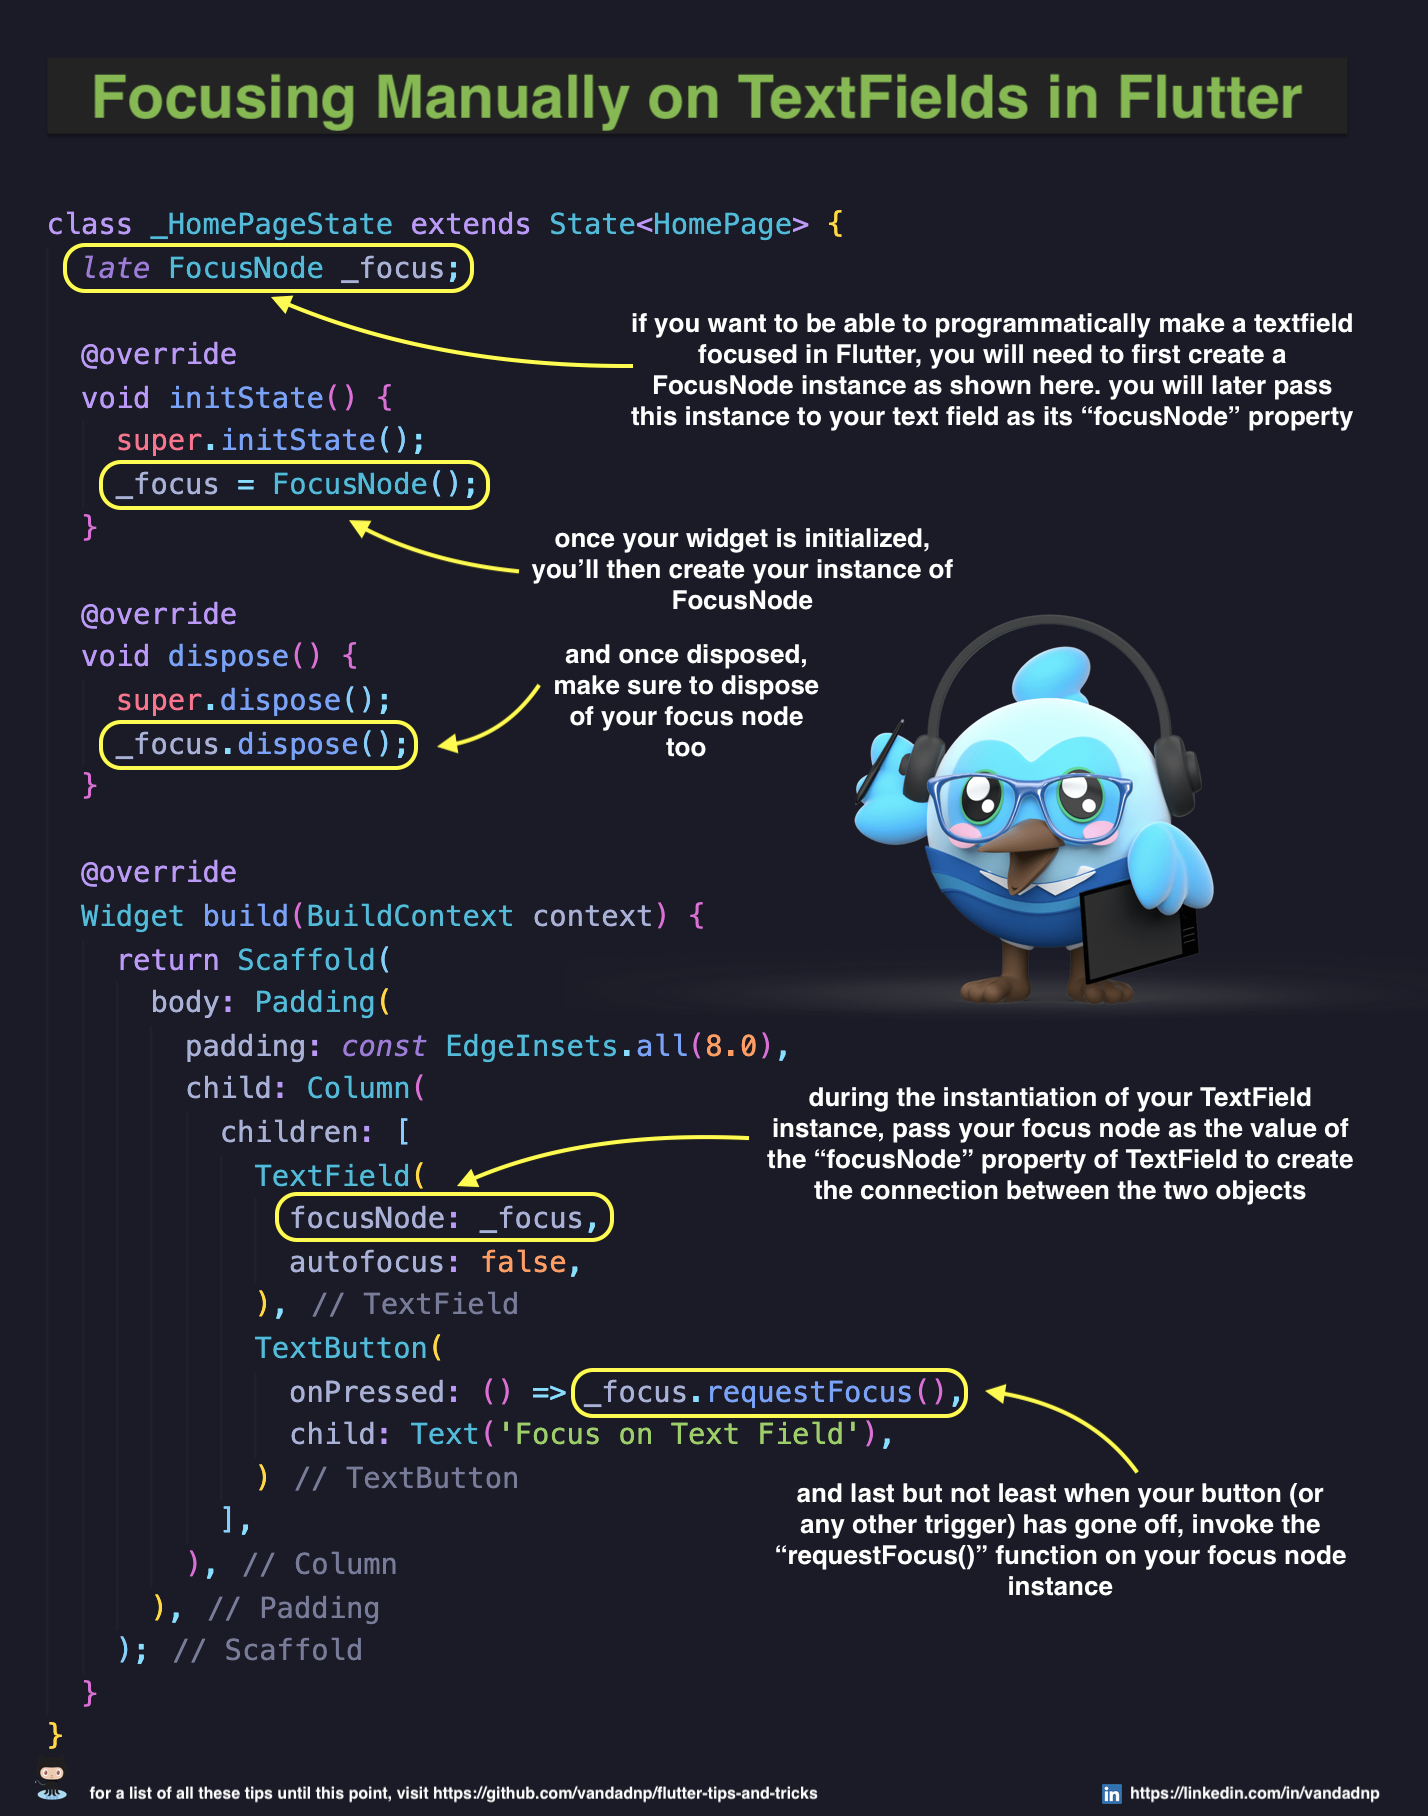 Focusing Manually on TextFields in Flutter
class _HomePageState extends State<HomePage> {
late FocusNode _focus;
if you want to be able to programmatically make a textfield
focused in Flutter, you will need to first create a
FocusNode instance as shown here. you will later pass
this instance to your text field as its “focusNode” property
@override
void initState() {
super.initState();
_focus = FocusNode();
}
once your widget is initialized,
you’ll then create your instance of
FocusNode
@override
void dispose() {
super.dispose();
_focus.dispose();
}
and once disposed,
make sure to dispose
of your focus node
too
@override
Widget build(BuildContext context) {
return Scaffold(
body: Padding(
padding: const EdgeInsets.all(8.0),
child: Column(
children: [
TextField(
focusNode: _focus,
autofocus: false,
), // TextField
during the instantiation of your TextField
instance, pass your focus node as the value of
the “focusNode” property of TextField to create
the connection between the two objects
TextButton(
onPressed: () => _focus.requestFocus(),
child: Text('Focus on Text Field'),
) // TextButton
],
), // Column
), // Padding
); // Scaffold
}
}
and last but not least when your button (or
any other trigger) has gone off, invoke the
“requestFocus()” function on your focus node
instance
for a list of all these tips until this point, visit https://github.com/vandadnp/flutter-tips-and-tricks
in https://linkedin.com/in/vandadnp